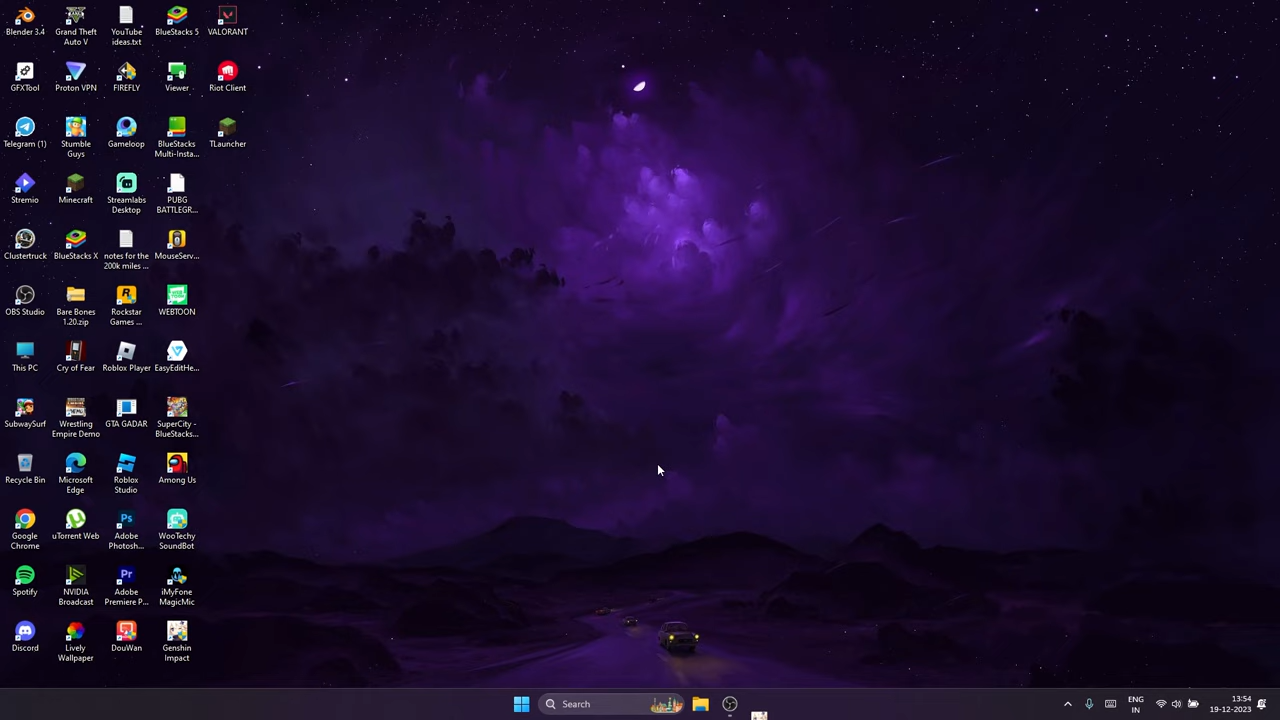 Blender 3.4
Grand Theft
Auto V
YouTube
ideas.txt
BlueStacks 5
VALORANT
GFXTool
Proton VPN
FIREFLY
Viewer
Riot Client
Telegram (1)
Stumble
Guys
Gameloop
BlueStacks
Multi-Insta...
TLauncher
Stremio
Minecraft
Streamlabs
Desktop
PUBG
BATTLEGR...
Clustertruck
BlueStacks X
notes for the
200k miles ...
MouseServ...
OBS Studio
Bare Bones
1.20.zip
Rockstar
Games ...
WEBTOON
This PC
Cry of Fear
Roblox Player
EasyEditHe...
SubwaySurf
Wrestling
Empire Demo
GTA GADAR
SuperCity -
BlueStacks...
Recycle Bin
Microsoft
Edge
Roblox
Studio
Among Us
Google
Chrome
uTorrent Web
Adobe
Photosh...
WooTechy
SoundBot
Spotify
NVIDIA
Broadcast
Adobe
Premiere P...
iMyFone
MagicMic
Discord
Lively
Wallpaper
DouWan
Genshin
Impact
Search
ENG
IN
13:54
19-12-2023